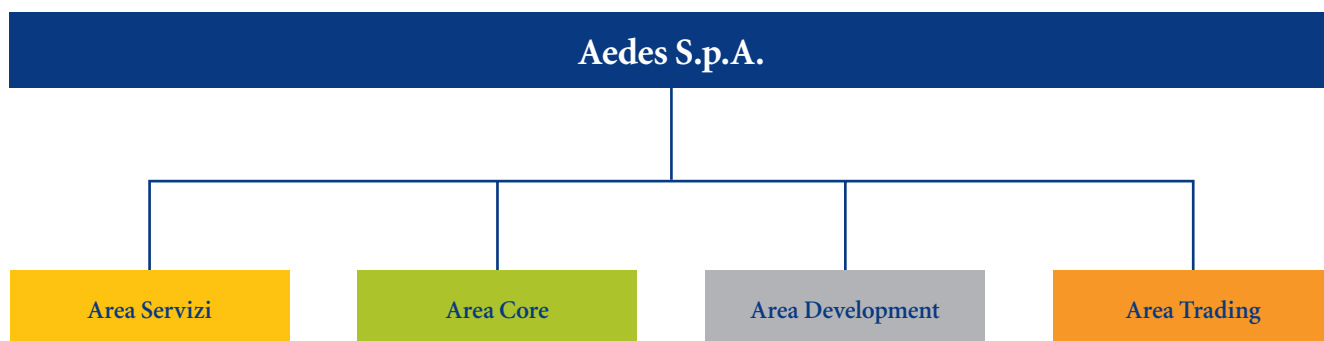 Aedes S.p.A.
Area Servizi
Area Core
Area Development
Area Trading